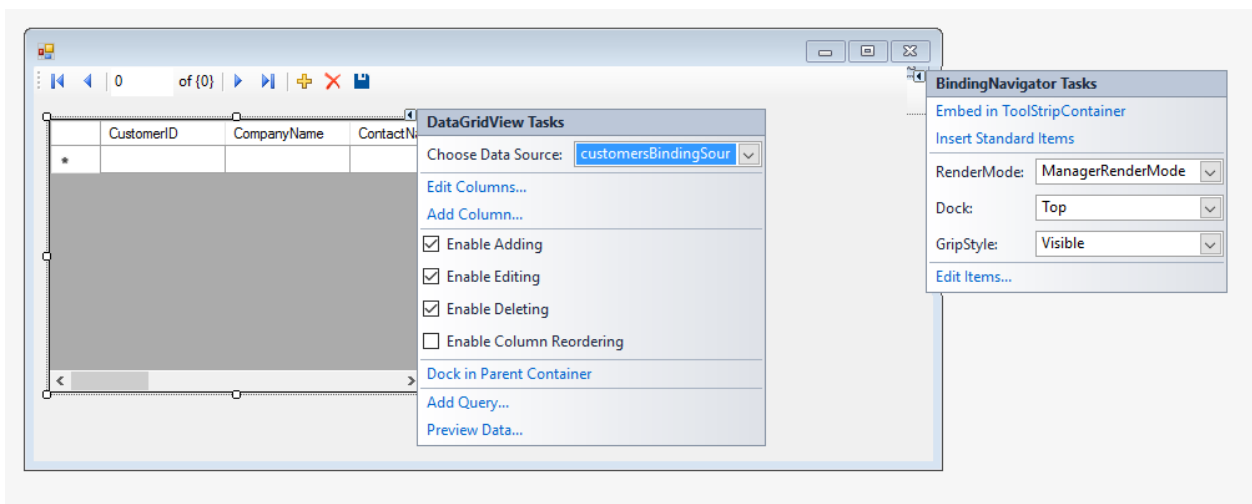 0 of {0}
CustomerID CompanyName ContactN
DataGridView Tasks
Choose Data Source: customersBindingSour
Edit Columns...
Add Column...
Enable Adding
Enable Editing
Enable Deleting
Enable Column Reordering
Dock in Parent Container
Add Query...
Preview Data...
BindingNavigator Tasks
Embed in ToolStripContainer
Insert Standard Items
RenderMode: ManagerRenderMode
Dock: Top
GripStyle: Visible
Edit Items...